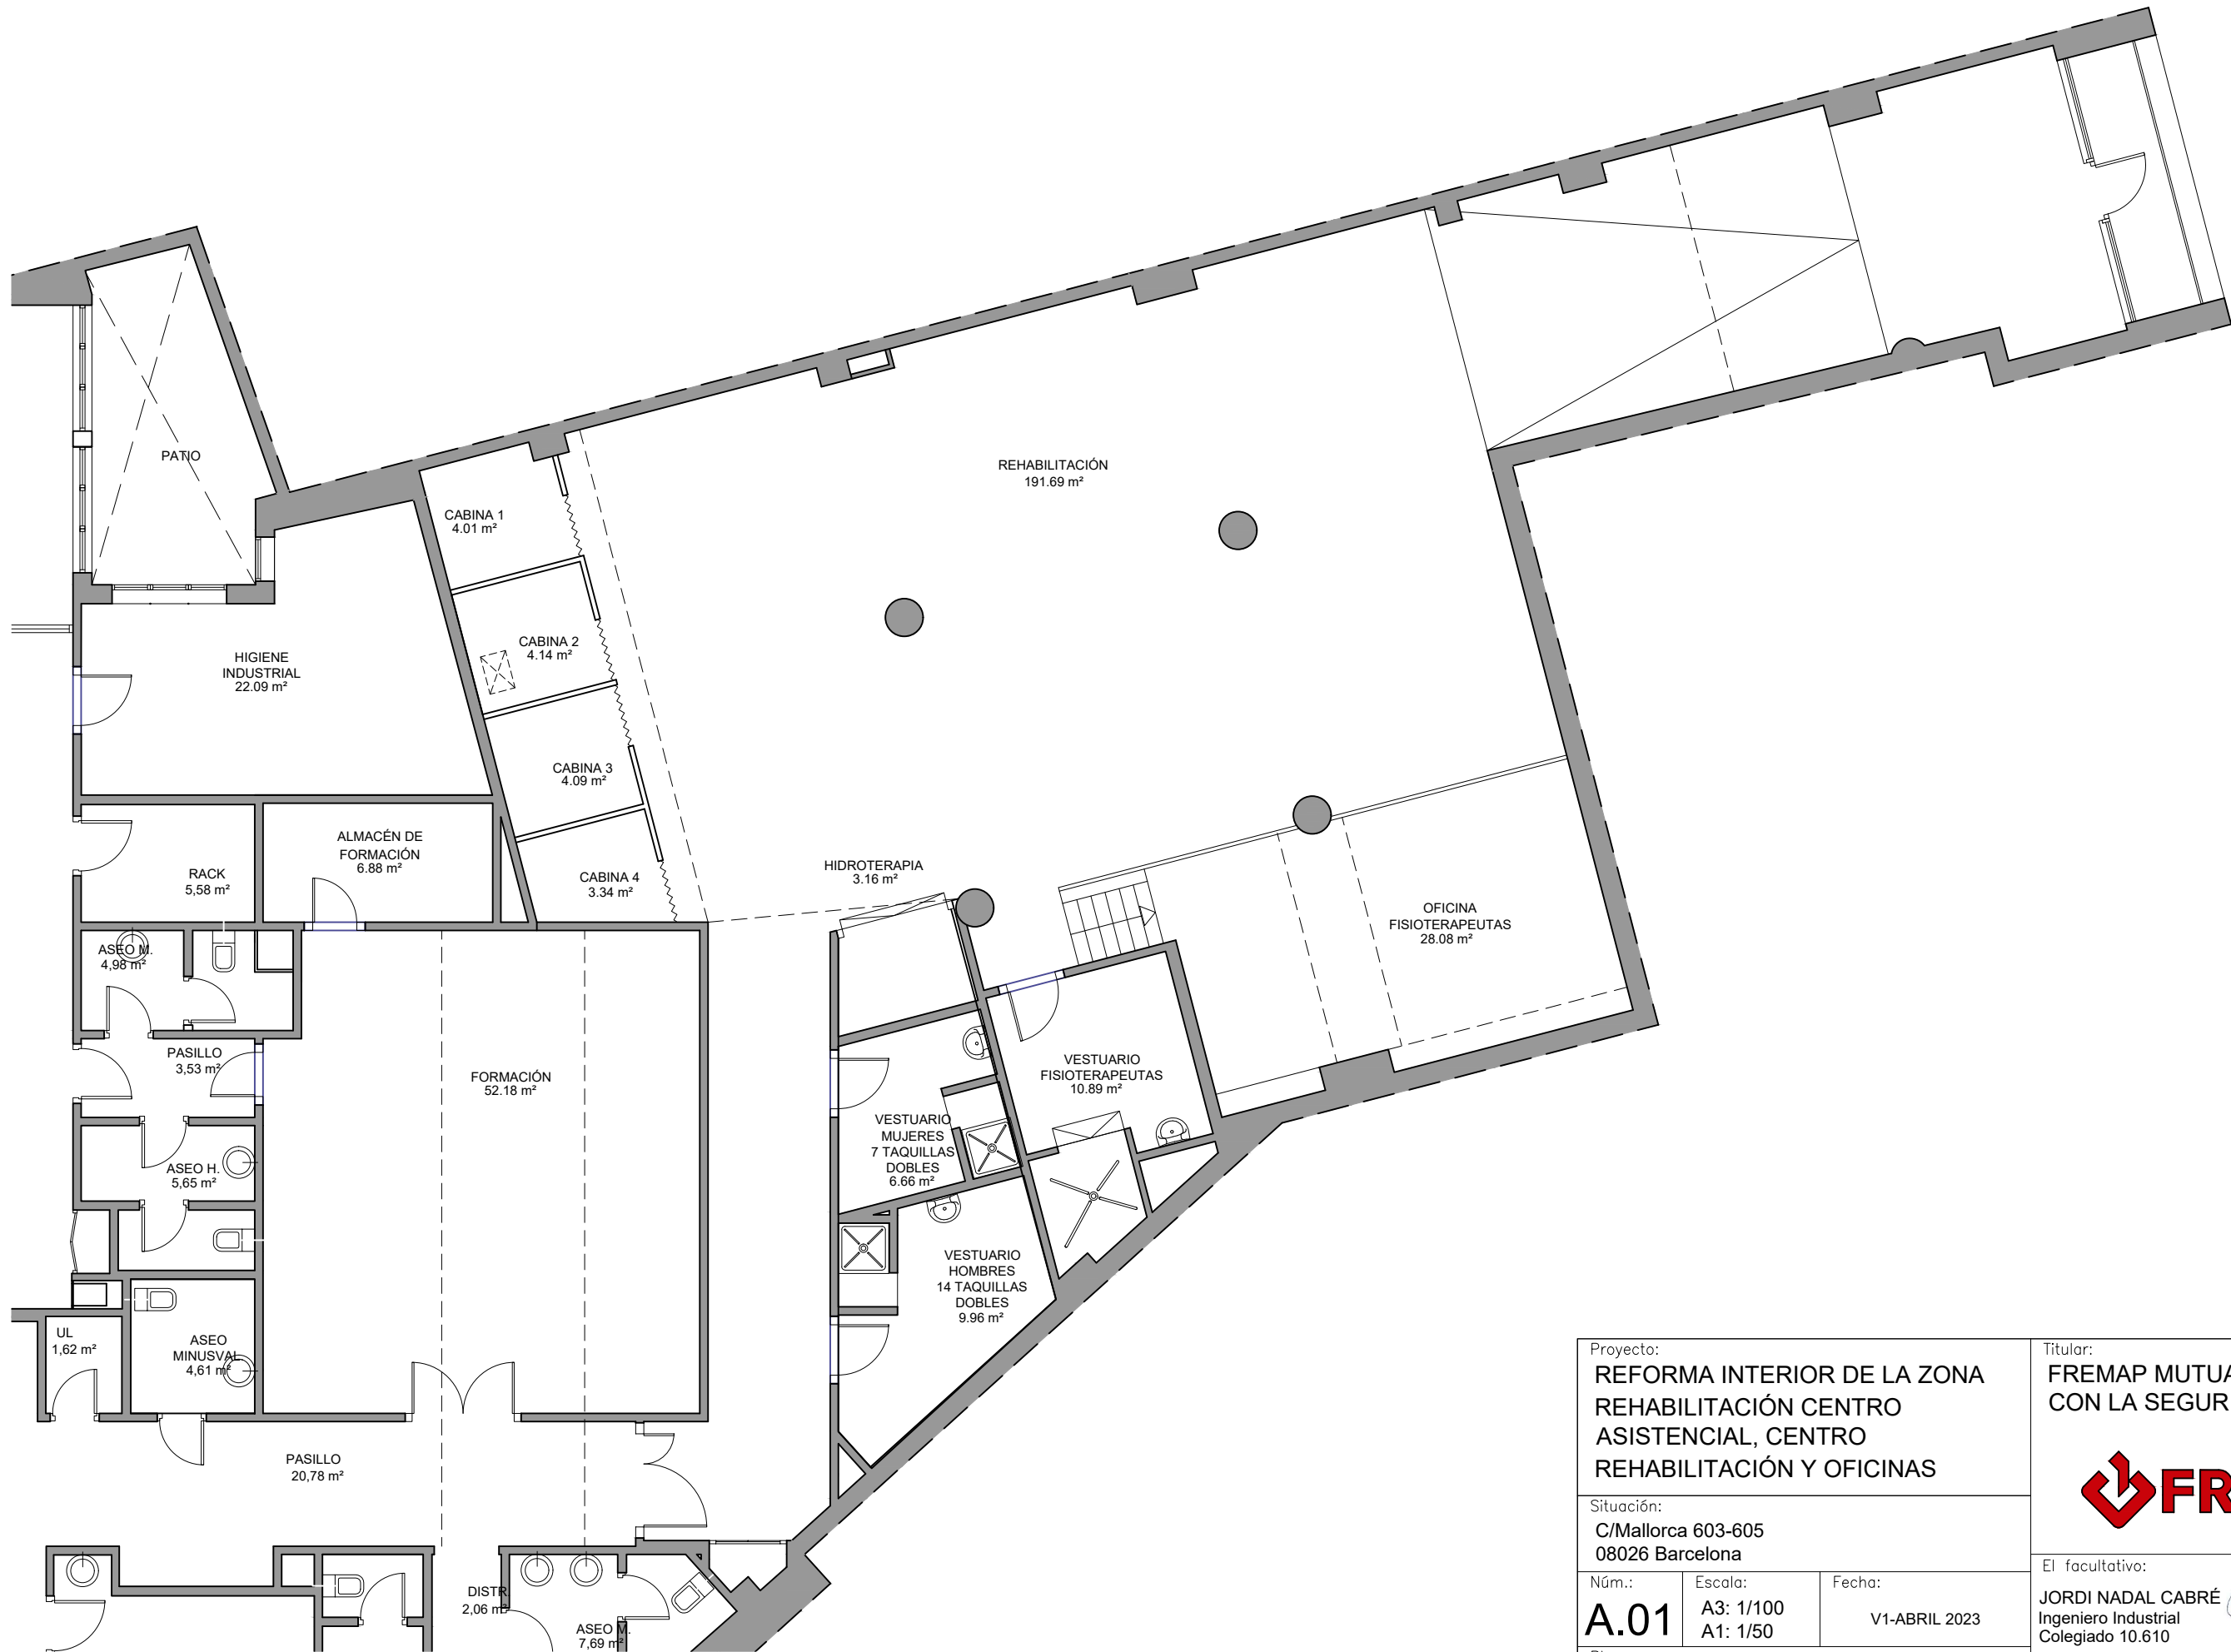 PATIO
REHABILITACIÓN
191.69 m²
CABINA 1
4.01 m²
CABINA 2
4.14 m²
HIGIENE
INDUSTRIAL
22.09 m²
CABINA 3
4.09 m²
ALMACÉN DE
FORMACIÓN
6.88 m²
RACK
5,58 m²
CABINA 4
3.34 m²
HIDROTERAPIA
3.16 m²
OFICINA
FISIOTERAPEUTAS
28.08 m²
ASEO M.
4,98 m²
PASILLO
3,53 m²
FORMACIÓN
52.18 m²
VESTUARIO
FISIOTERAPEUTAS
10.89 m²
VESTUARIO
MUJERES
7 TAQUILLAS
DOBLES
6.66 m²
ASEO H.
5,65 m²
VESTUARIO
HOMBRES
14 TAQUILLAS
DOBLES
9.96 m²
UL
1,62 m²
ASEO
MINUSVAL
4,61 m²
PASILLO
20,78 m²
DISTR.
2,06 m²
ASEO M.
7,69 m²
Proyecto:
REFORMA INTERIOR DE LA ZONA
REHABILITACIÓN CENTRO
ASISTENCIAL, CENTRO
REHABILITACIÓN Y OFICINAS
Situación:
C/Mallorca 603-605
08026 Barcelona
Núm.:
A.01
Escala:
A3: 1/100
A1: 1/50
Fecha:
V1-ABRIL 2023
Titular:
FREMAP MUTUA
CON LA SEGUR
FR
El facultativo:
JORDI NADAL CABRÉ
Ingeniero Industrial
Colegiado 10.610